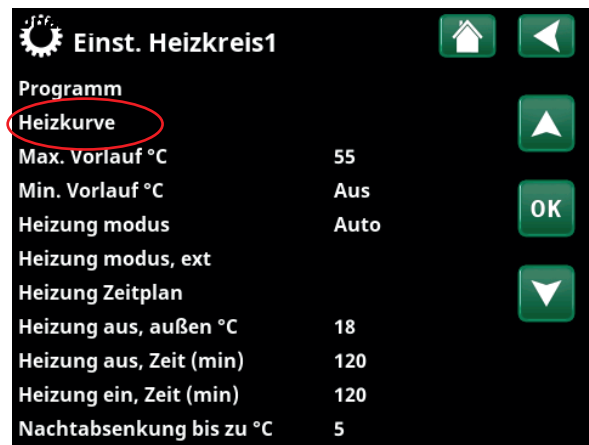 Einst. Heizkreis1
Programm
Heizkurve
Max. Vorlauf °C 55
Min. Vorlauf °C Aus
Heizung modus Auto
OK
Heizung modus, ext
Heizung Zeitplan
Heizung aus, außen °C 18
Heizung aus, Zeit (min) 120
Heizung ein, Zeit (min) 120
Nachtabsenkung bis zu °C 5